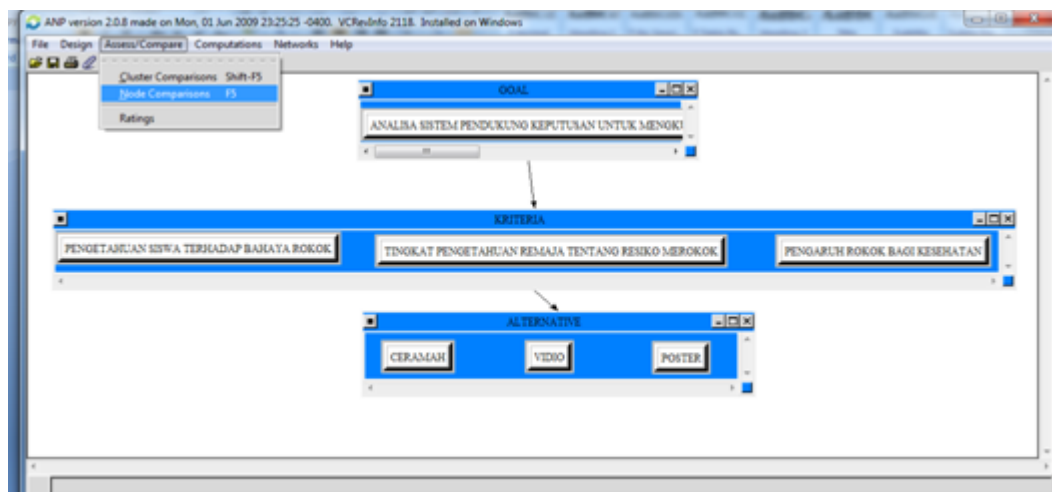 ANP version 2.0.8 made on Mon, 01 Jun 2009 23:25:25 -0400. VCRevInfo 2118. Installed on Windows
File Design Assess/Compare Computations Networks Help
Cluster Comparisons Shift-F5
Node Comparisons F5
Ratings
GOAL
ANALISA SISTEM PENDUKUNG KEPUTUSAN UNTUK MENGKU
KRITERIA
PENGETAHUAN SISWA TERHADAP BAHAYA ROKOK
TINGKAT PENGETAHUAN REMAJA TENTANG RESIKO MEROKOK
PENGARUH ROKOK BAGI KESEHATAN
ALTERNATIVE
CERAMAH
VIDIO
POSTER